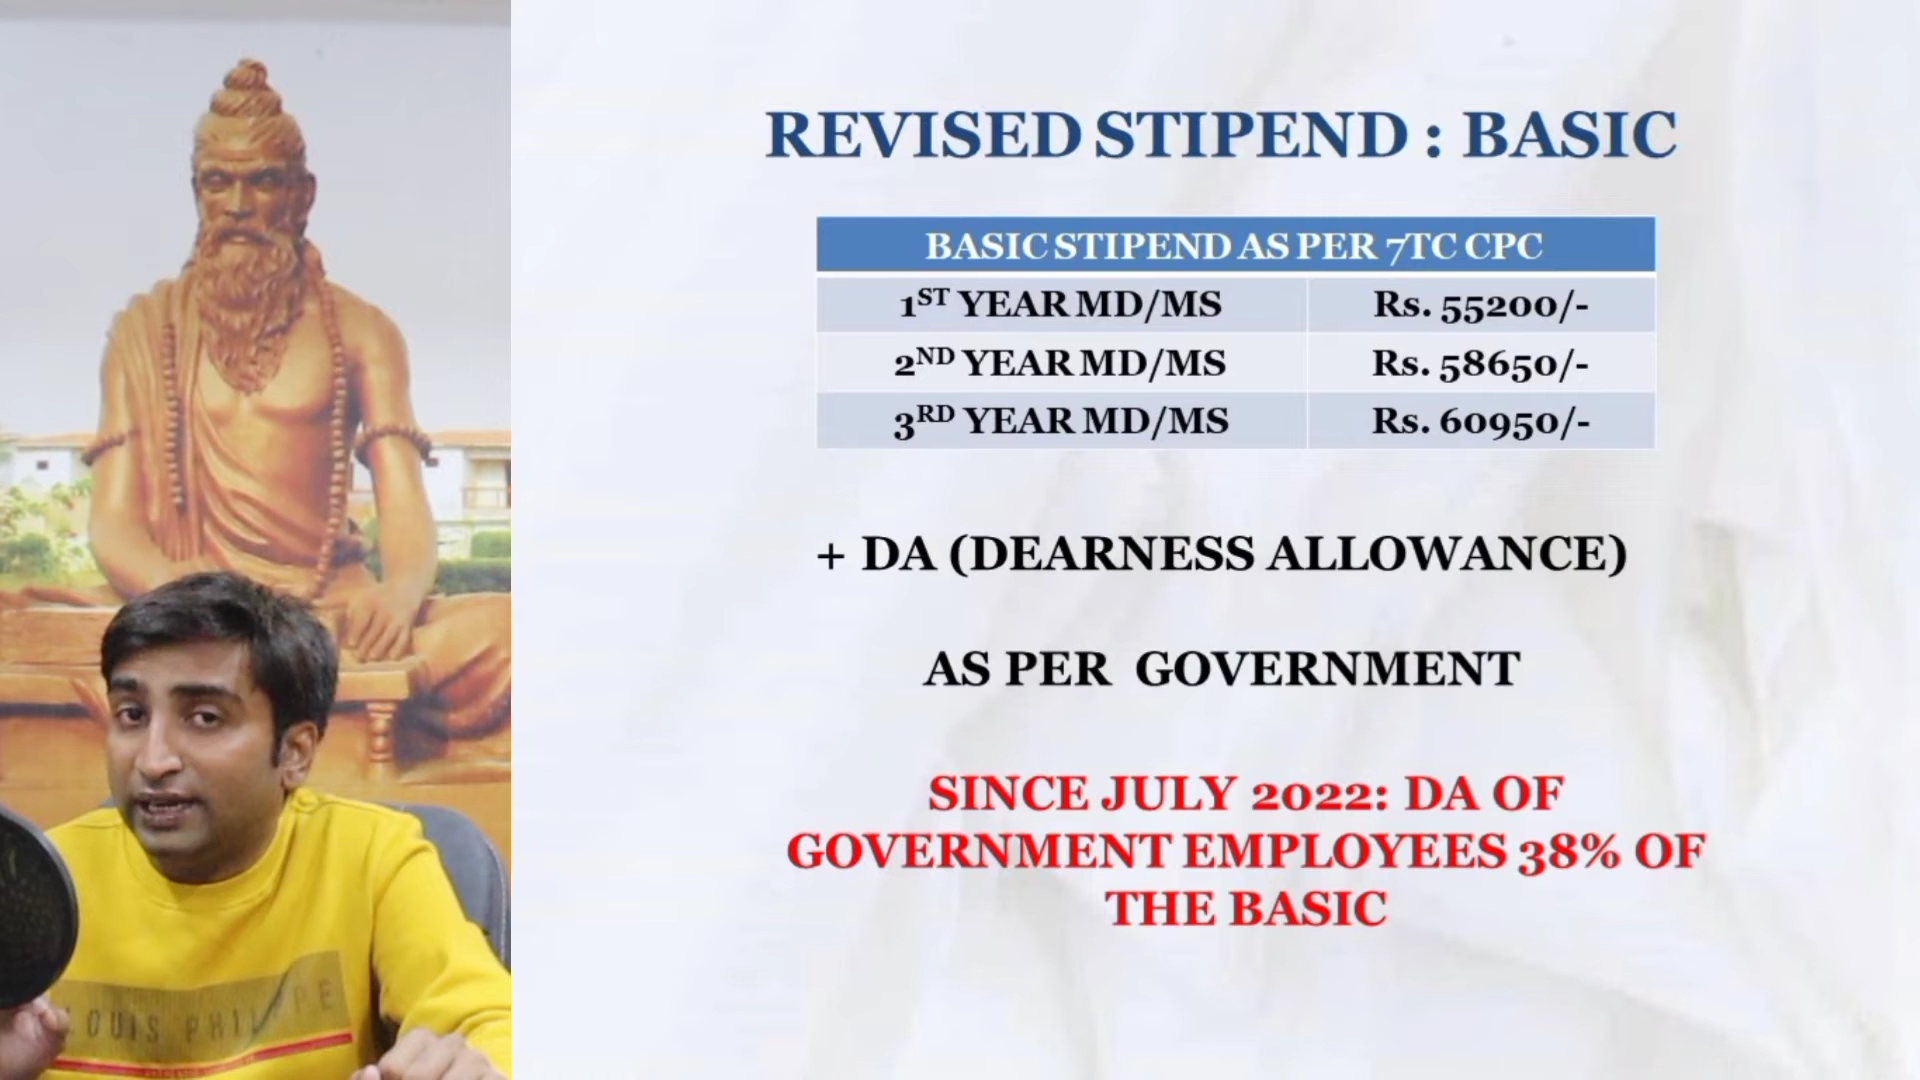 REVISED STIPEND : BASIC
BASIC STIPEND AS PER 7TC CPC
1ST YEAR MD/MS Rs. 55200/-
2ND YEAR MD/MS Rs. 58650/-
3RD YEAR MD/MS Rs. 60950/-
+ DA (DEARNESS ALLOWANCE)
AS PER GOVERNMENT
SINCE JULY 2022: DA OF
GOVERNMENT EMPLOYEES 38% OF
THE BASIC
LOUIS PHILIPPE